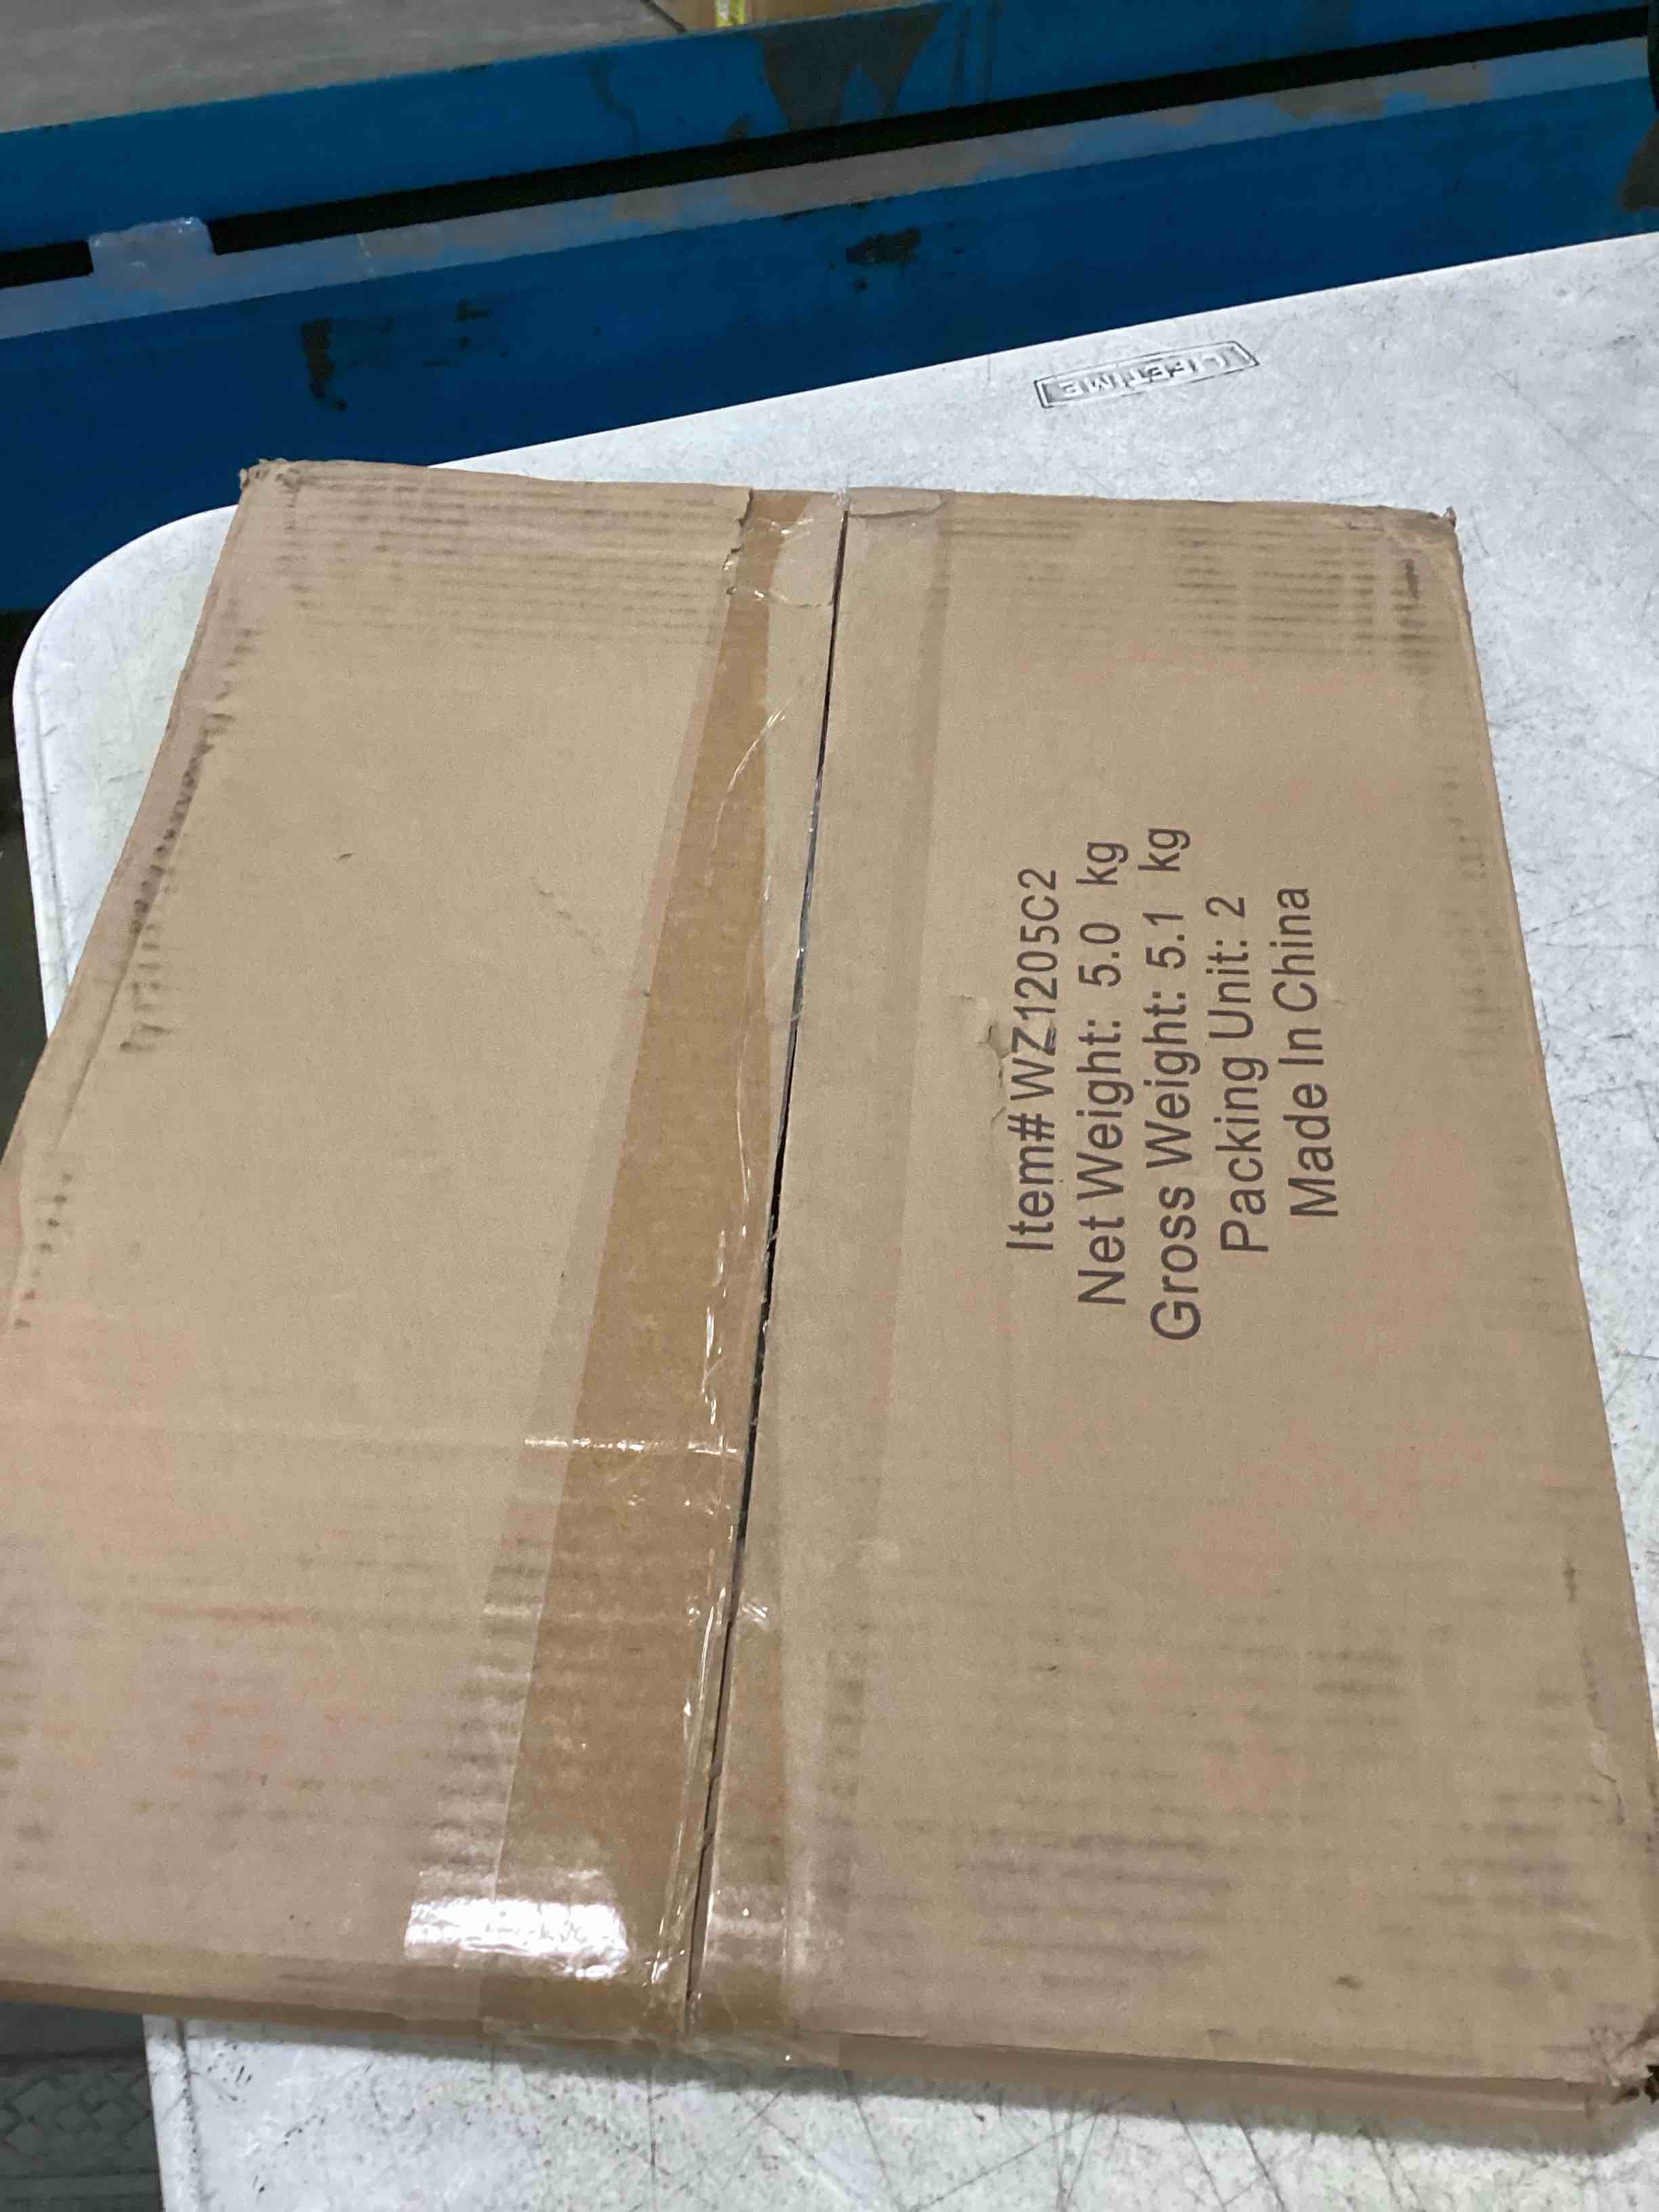 LIFETIME
Item# WZ1205C2
Net Weight: 5.0 kg
Gross Weight: 5.1 kg
Packing Unit: 2
Made In China